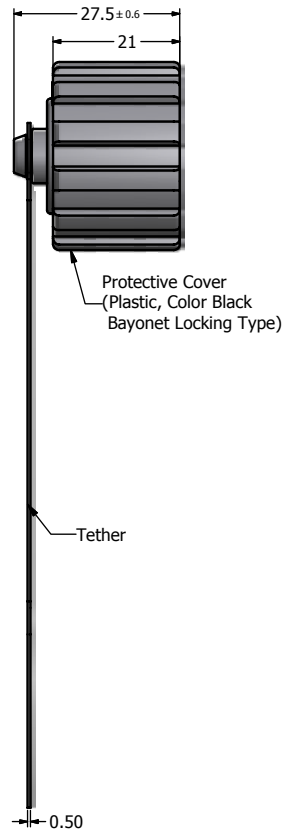 27.5 ± 0.6
21
Protective Cover
(Plastic, Color Black
Bayonet Locking Type)
Tether
0.50